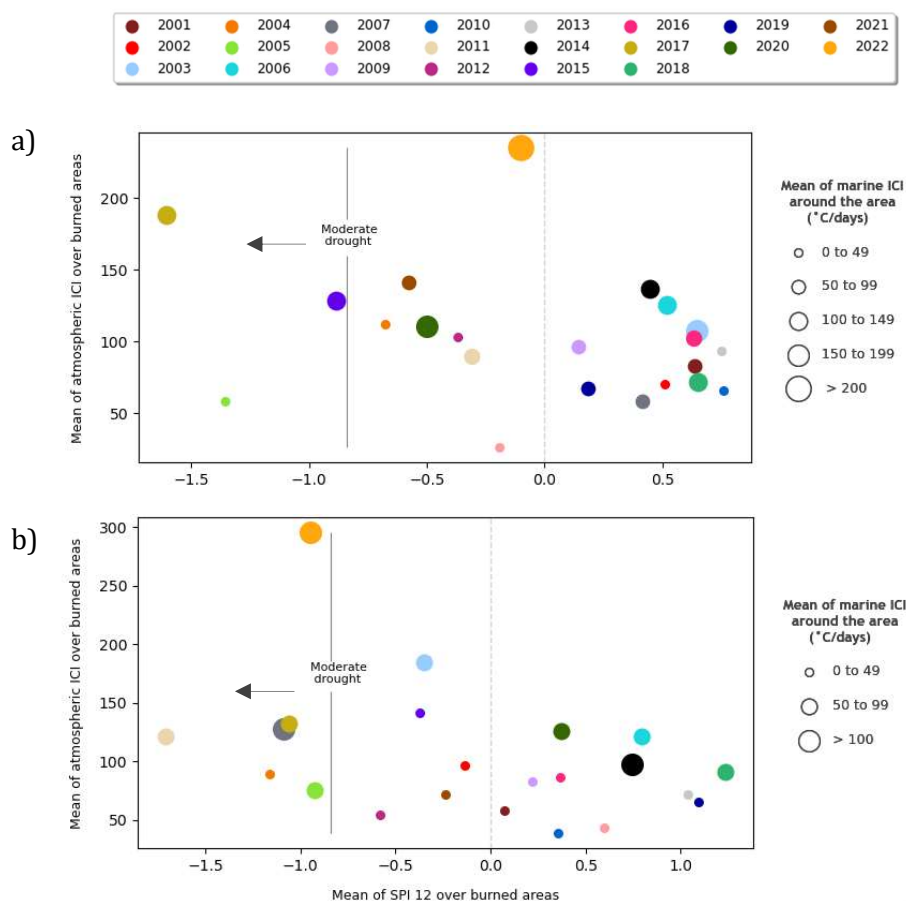 2001 2004 2007 2010 2013 2016 2019 2021
2002 2005 2008 2011 2014 2017 2020 2022
2003 2006 2009 2012 2015 2018
a)
Mean of atmospheric ICI over burned areas
200
150
100
50
Moderate
drought
−1.5 −1.0 −0.5 0.0 0.5
Mean of marine ICI
around the area
(˚C/days)
0 to 49
50 to 99
100 to 149
150 to 199
> 200
b)
Mean of atmospheric ICI over burned areas
300
250
200
150
100
50
Moderate
drought
−1.5 −1.0 −0.5 0.0 0.5 1.0
Mean of SPI 12 over burned areas
Mean of marine ICI
around the area
(˚C/days)
0 to 49
50 to 99
> 100